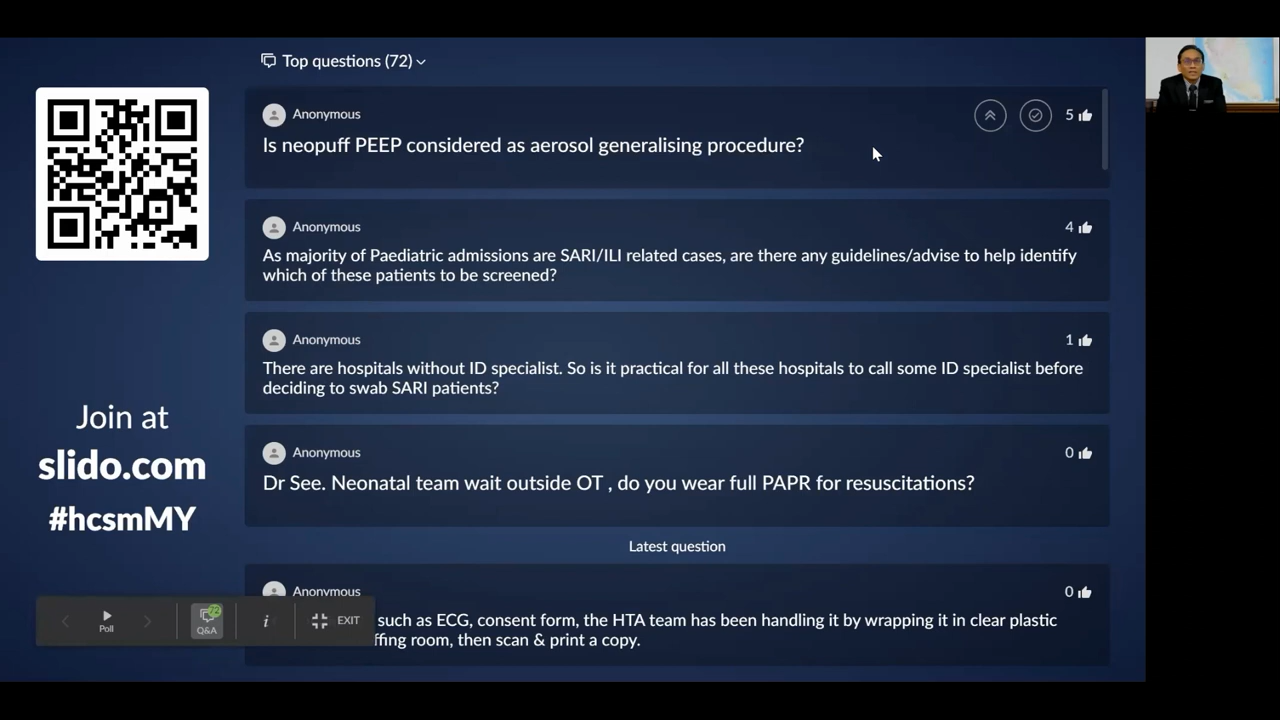 Top questions (72)
Anonymous
5
Is neopuff PEEP considered as aerosol generalising procedure?
Anonymous
4
As majority of Paediatric admissions are SARI/ILI related cases, are there any guidelines/advise to help identify
which of these patients to be screened?
Anonymous
1
There are hospitals without ID specialist. So is it practical for all these hospitals to call some ID specialist before
deciding to swab SARI patients?
Anonymous
0
Dr See. Neonatal team wait outside OT , do you wear full PAPR for resuscitations?
Latest question
Anonymous
0
such as ECG, consent form, the HTA team has been handling it by wrapping it in clear plastic
ffing room, then scan & print a copy.
Join at
slido.com
#hcsmMY
Poll
72
Q&A
i
EXIT